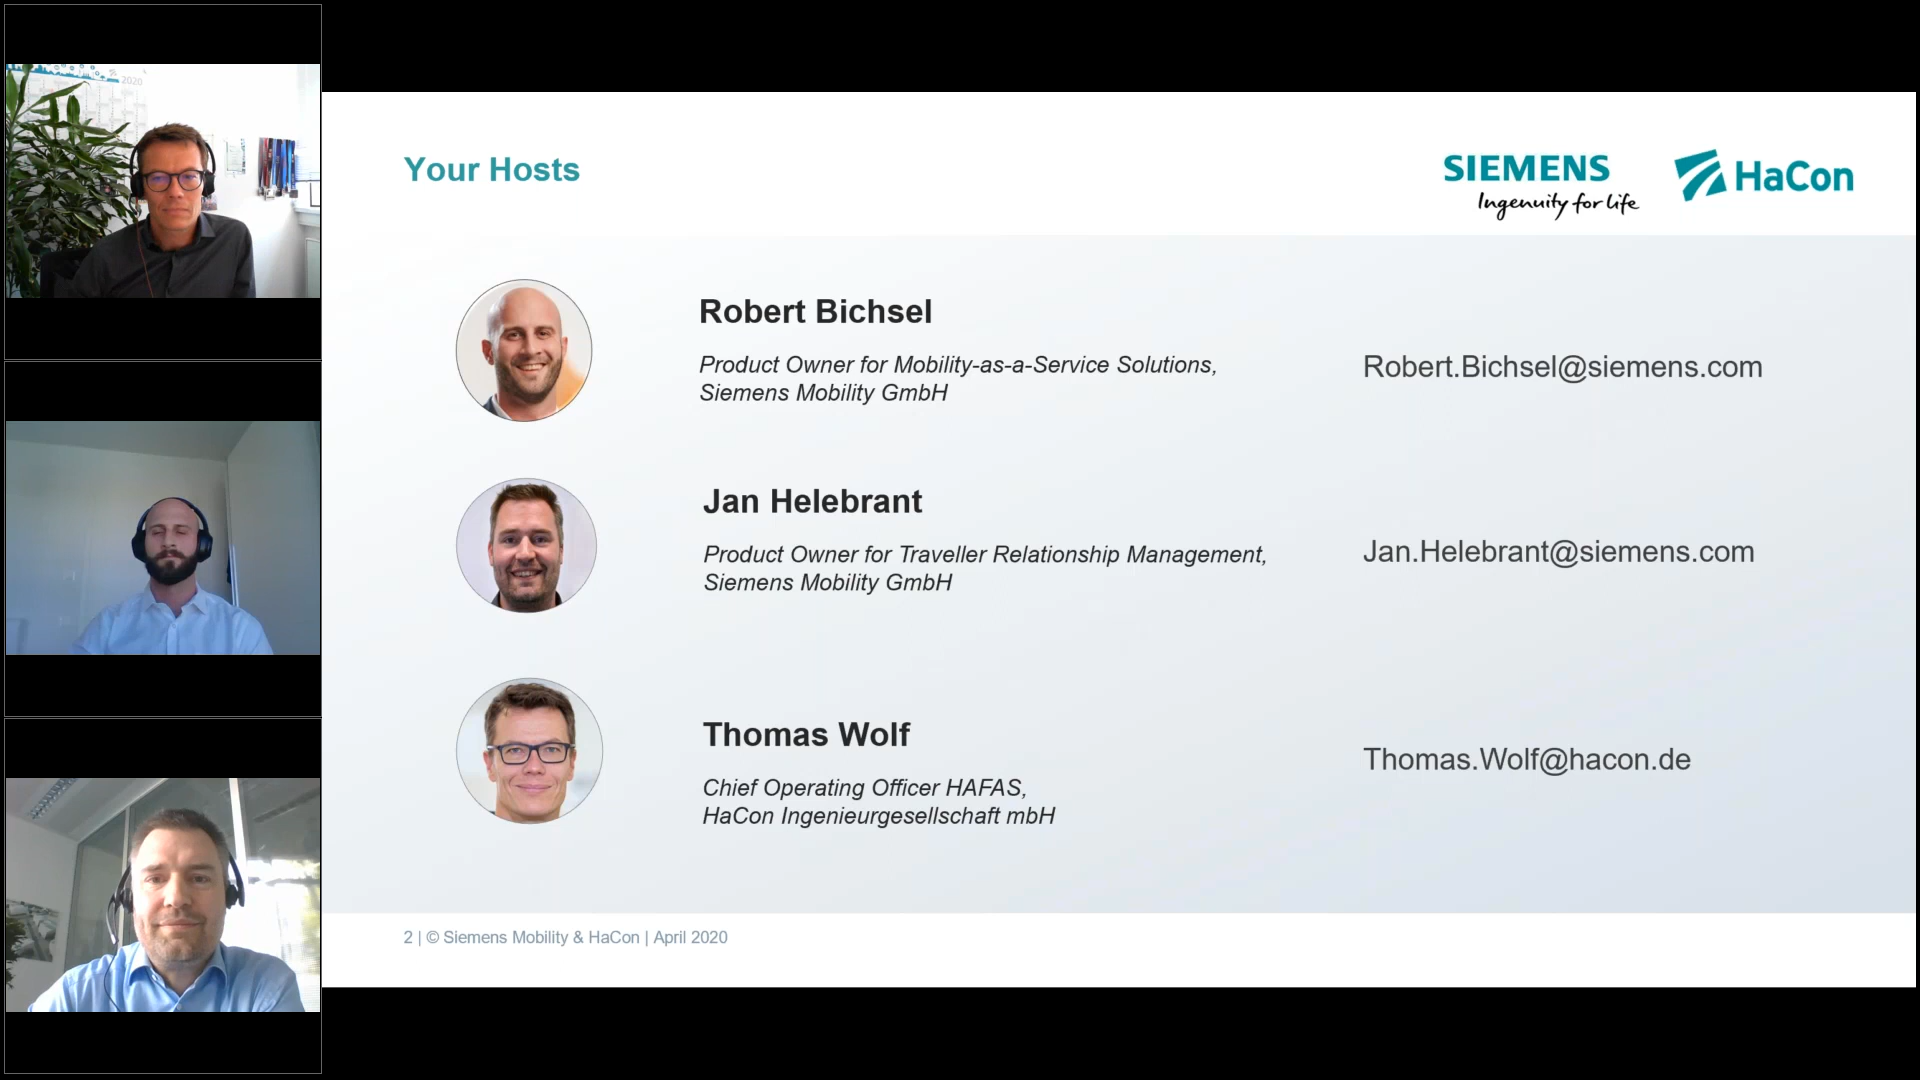 2020
Your Hosts
SIEMENS
Ingenuity for life
HaCon
Robert Bichsel
Product Owner for Mobility-as-a-Service Solutions,
Siemens Mobility GmbH
Robert.Bichsel@siemens.com
Jan Helebrant
Product Owner for Traveller Relationship Management,
Siemens Mobility GmbH
Jan.Helebrant@siemens.com
Thomas Wolf
Chief Operating Officer HAFAS,
HaCon Ingenieurgesellschaft mbH
Thomas.Wolf@hacon.de
2 | © Siemens Mobility & HaCon | April 2020